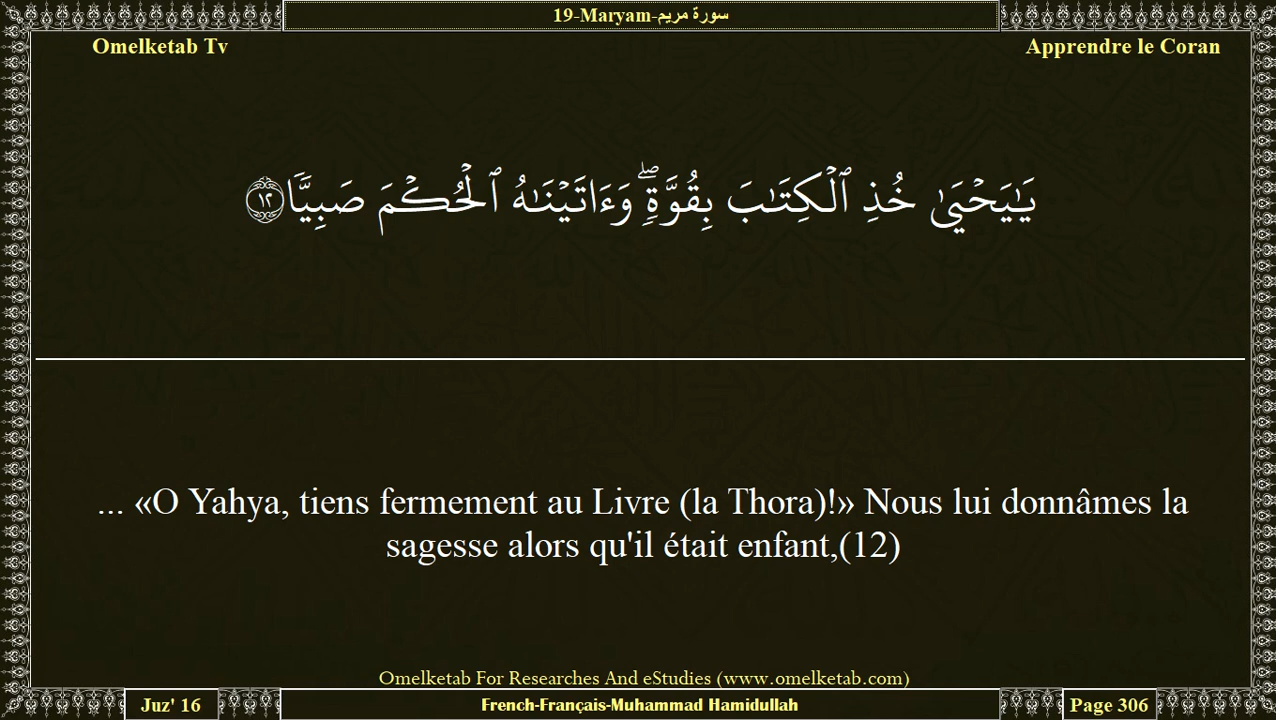 19-Maryam-سورة مريم
Omelketab Tv
Apprendre le Coran
يَـٰيَحْيَىٰ خُذِ ٱلْكِتَـٰبَ بِقُوَّةٍۢ ۖ وَءَاتَيْنَـٰهُ ٱلْحُكْمَ صَبِيًّۭا ۝١٢
... «O Yahya, tiens fermement au Livre (la Thora)!» Nous lui donnâmes la
sagesse alors qu'il était enfant,(12)
Omelketab For Researches And eStudies (www.omelketab.com)
Juz' 16
French-Français-Muhammad Hamidullah
Page 306